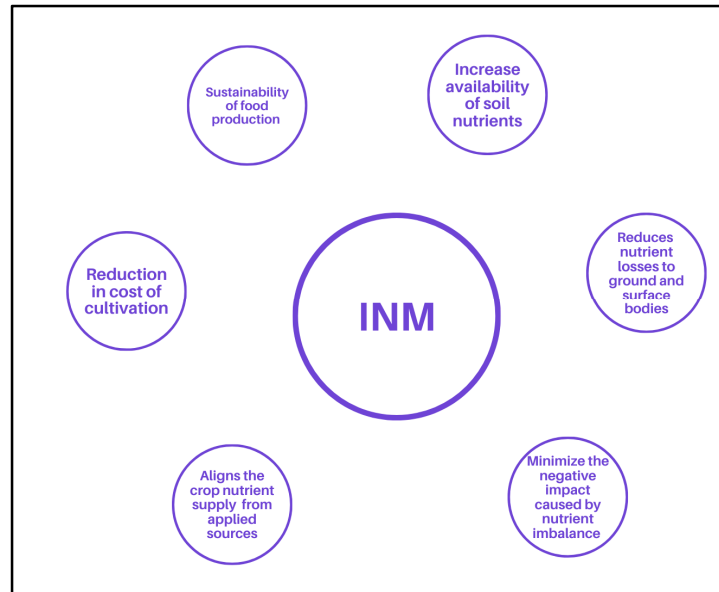 Sustainability
of food
production
Increase
availability
of soil
nutrients
Reduction
in cost of
cultivation
INM
Reduces
nutrient
losses to
ground and
surface
bodies
Aligns the
crop nutrient
supply from
applied
sources
Minimize the
negative
impact
caused by
nutrient
imbalance